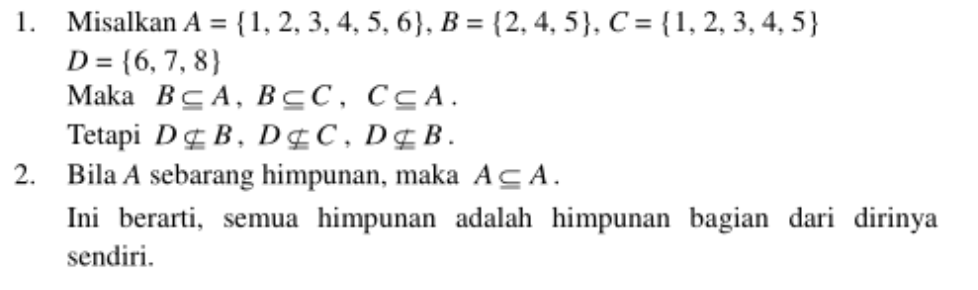 1. Misalkan A = {1, 2, 3, 4, 5, 6}, B = {2, 4, 5}, C = {1, 2, 3, 4, 5}
D = {6, 7, 8}
Maka B ⊆ A , B ⊆ C , C ⊆ A .
Tetapi D ⊈ B , D ⊈ C , D ⊈ B .
2. Bila A sebarang himpunan, maka A ⊆ A .
Ini berarti, semua himpunan adalah himpunan bagian dari dirinya
sendiri.